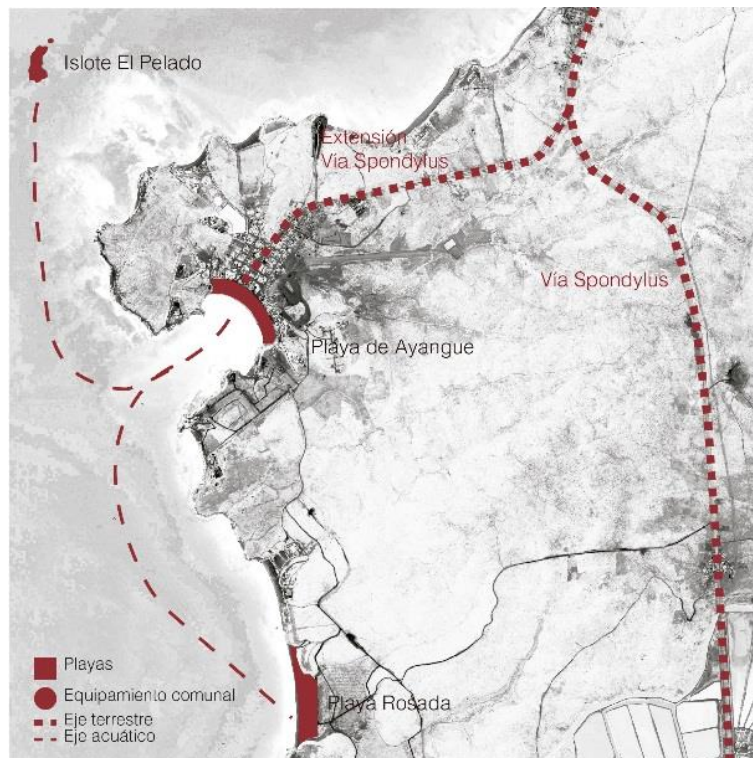 Islote El Pelado
Extensión
Vía Spondylus
Vía Spondylus
Playa de Ayangue
Playas
Equipamiento comunal
Playa Rosada
Eje terrestre
Eje acuático